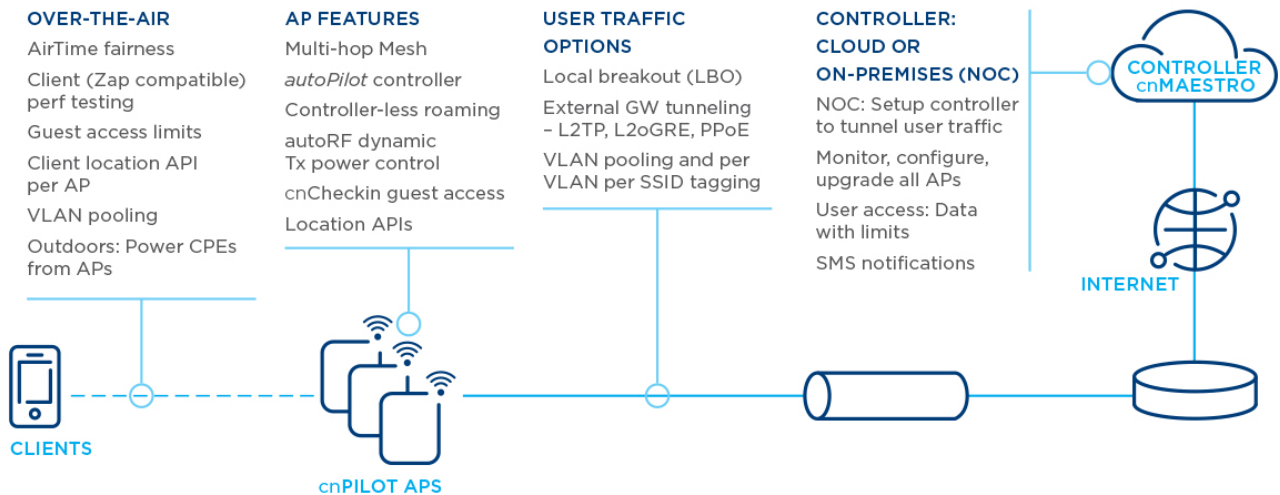 OVER-THE-AIR
AirTime fairness
Client (Zap compatible)
perf testing
Guest access limits
Client location API
per AP
VLAN pooling
Outdoors: Power CPEs
from APs
AP FEATURES
Multi-hop Mesh
autoPilot controller
Controller-less roaming
autoRF dynamic
Tx power control
cnCheckin guest access
Location APIs
USER TRAFFIC
OPTIONS
Local breakout (LBO)
External GW tunneling
– L2TP, L2oGRE, PPoE
VLAN pooling and per
VLAN per SSID tagging
CONTROLLER:
CLOUD OR
ON-PREMISES (NOC)
NOC: Setup controller
to tunnel user traffic
Monitor, configure,
upgrade all APs
User access: Data
with limits
SMS notifications
CONTROLLER
cnMAESTRO
INTERNET
CLIENTS
cnPILOT APS